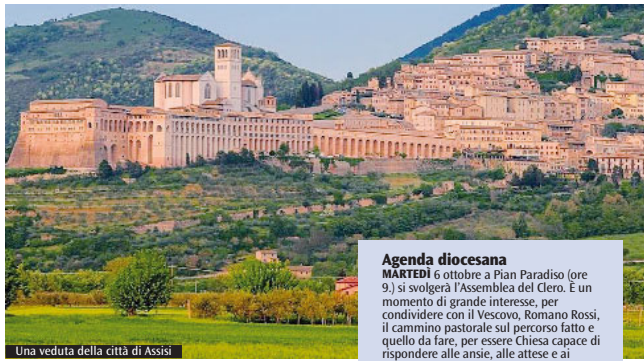 Una veduta della città di Assisi
Agenda diocesana
MARTEDÌ 6 ottobre a Pian Paradiso (ore
9.) si svolgerà l'Assemblea del Clero. È un
momento di grande interesse, per
condividere con il Vescovo, Romano Rossi,
il cammino pastorale sul percorso fatto e
quello da fare, per essere Chiesa capace di
rispondere alle ansie, alle attese e ai